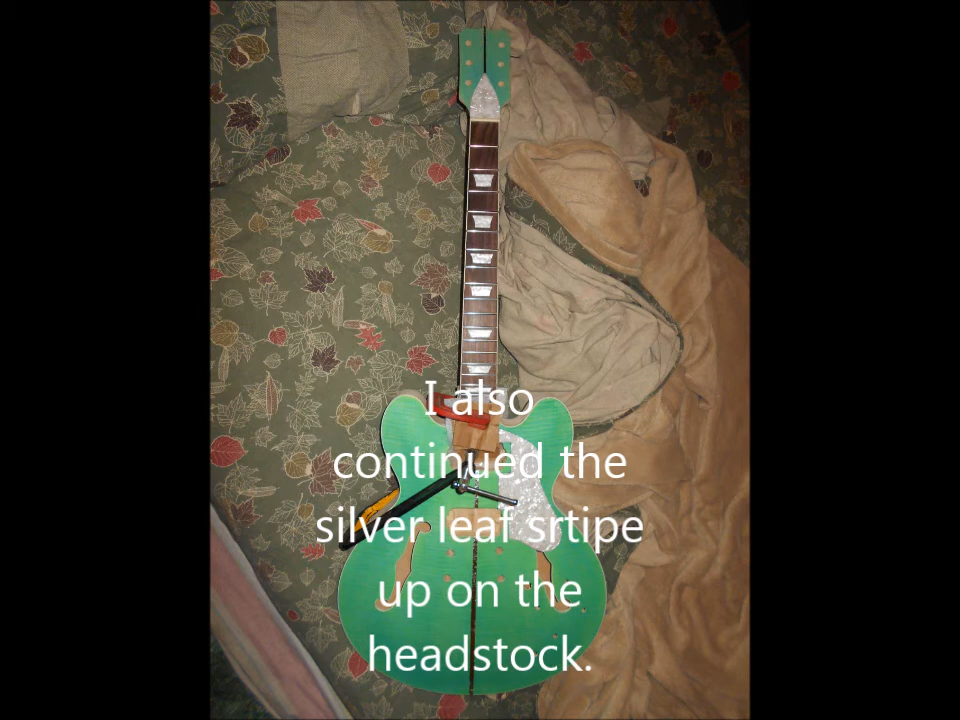 I also
continued the
silver leaf srtipe
up on the
headstock.